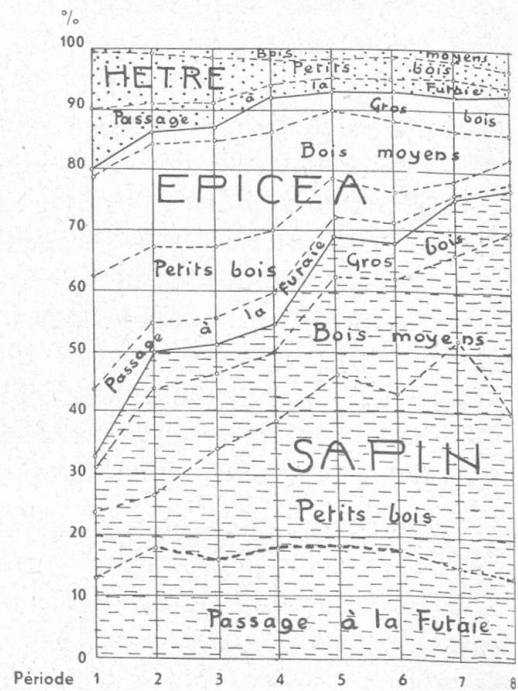 %
100
Bois moyens
HETRE
Petits bois
à la Futaie
90
Passage
Gros bois
Bois moyens
80
EPICEA
70
Petits bois
Gros bois
60
Passage à la Futaie
Bois moyens
50
40
SAPIN
30
Petits bois
20
10
Passage à la Futaie
0
Période 1 2 3 4 5 6 7 8